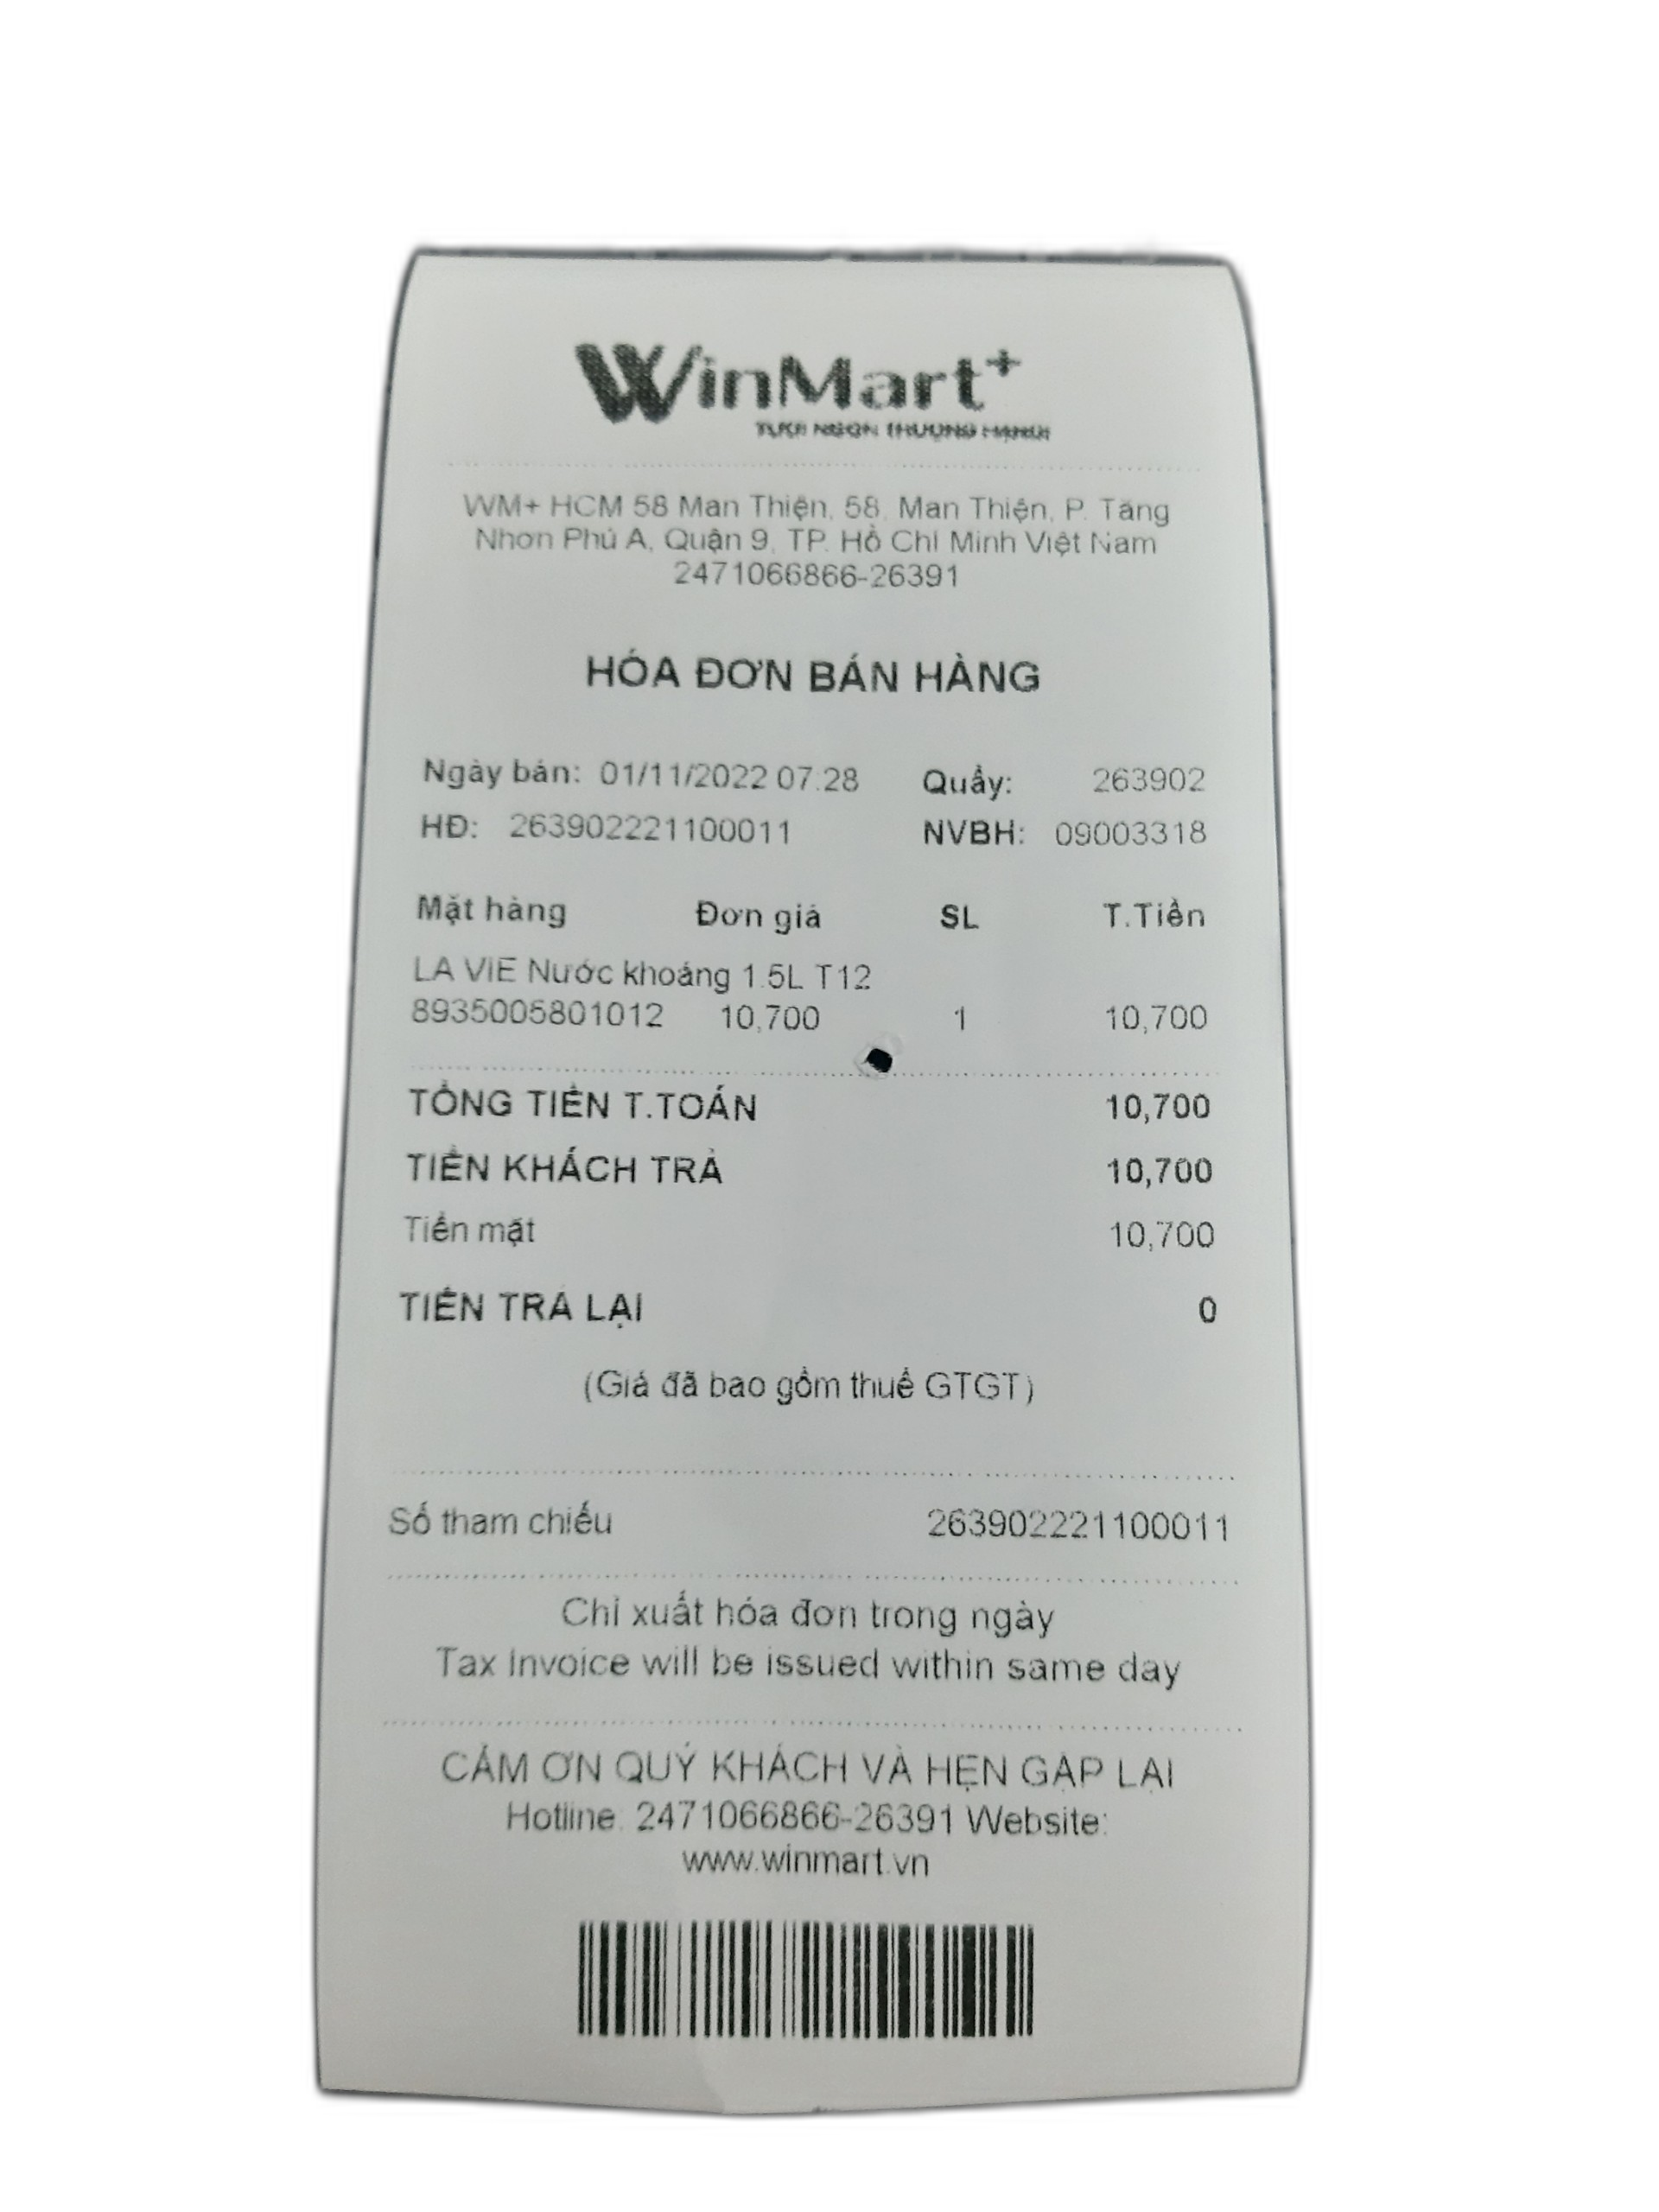 WinMart+
TƯƠI NGON THƯỢNG HẠNG
WM+ HCM 58 Man Thiện, 58, Man Thiện, P. Tăng
Nhơn Phú A, Quận 9, TP. Hồ Chí Minh Việt Nam
2471066866-26391
HÓA ĐƠN BÁN HÀNG
Ngày bán: 01/11/2022 07:28 Quầy: 263902
HĐ: 263902221100011 NVBH: 09003318
Mặt hàng Đơn giá SL T.Tiền
LA VIE Nước khoáng 1.5L T12
8935005801012 10,700 1 10,700
TỔNG TIỀN T.TOÁN 10,700
TIỀN KHÁCH TRẢ 10,700
Tiền mặt 10,700
TIỀN TRẢ LẠI 0
(Giá đã bao gồm thuế GTGT)
Số tham chiếu 263902221100011
Chỉ xuất hóa đơn trong ngày
Tax Invoice will be issued within same day
CẢM ƠN QUÝ KHÁCH VÀ HẸN GẶP LẠI
Hotline: 2471066866-26391 Website:
www.winmart.vn